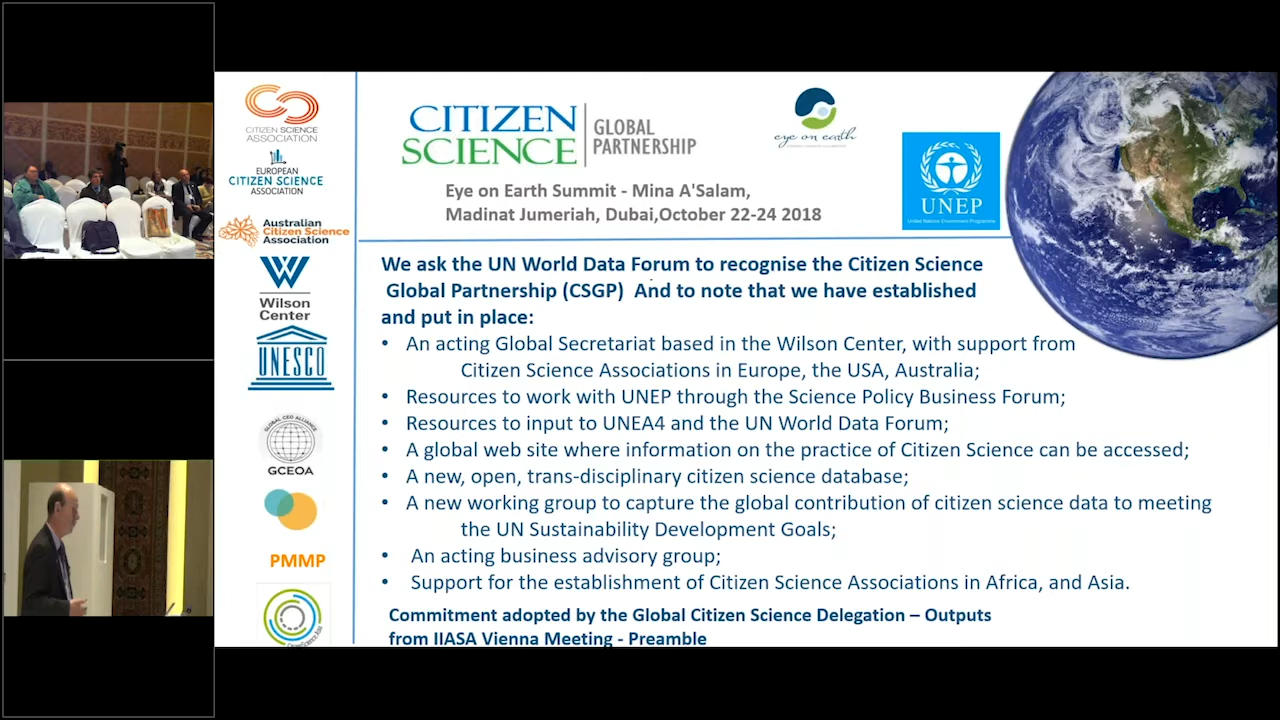 CITIZEN SCIENCE
ASSOCIATION
EUROPEAN
CITIZEN SCIENCE
ASSOCIATION
Australian
Citizen Science
Association
Wilson
Center
UNESCO
GLOBAL CEO ALLIANCE
GCEOA
PMMP
CITIZEN
SCIENCE
GLOBAL
PARTNERSHIP
eye on earth
UNEP
United Nations Environment Programme
Eye on Earth Summit - Mina A'Salam,
Madinat Jumeriah, Dubai,October 22-24 2018
We ask the UN World Data Forum to recognise the Citizen Science
Global Partnership (CSGP)  And to note that we have established
and put in place:
• An acting Global Secretariat based in the Wilson Center, with support from
Citizen Science Associations in Europe, the USA, Australia;
• Resources to work with UNEP through the Science Policy Business Forum;
• Resources to input to UNEA4 and the UN World Data Forum;
• A global web site where information on the practice of Citizen Science can be accessed;
• A new, open, trans-disciplinary citizen science database;
• A new working group to capture the global contribution of citizen science data to meeting
the UN Sustainability Development Goals;
• An acting business advisory group;
• Support for the establishment of Citizen Science Associations in Africa, and Asia.
Commitment adopted by the Global Citizen Science Delegation – Outputs
from IIASA Vienna Meeting - Preamble